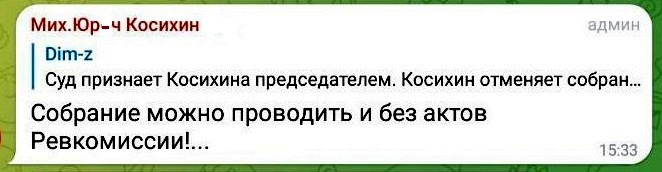 Мих.Юр-ч Косихин админ
Dim-z
Суд признает Косихина председателем. Косихин отменяет собран...
Собрание можно проводить и без актов
Ревкомиссии!...
15:33